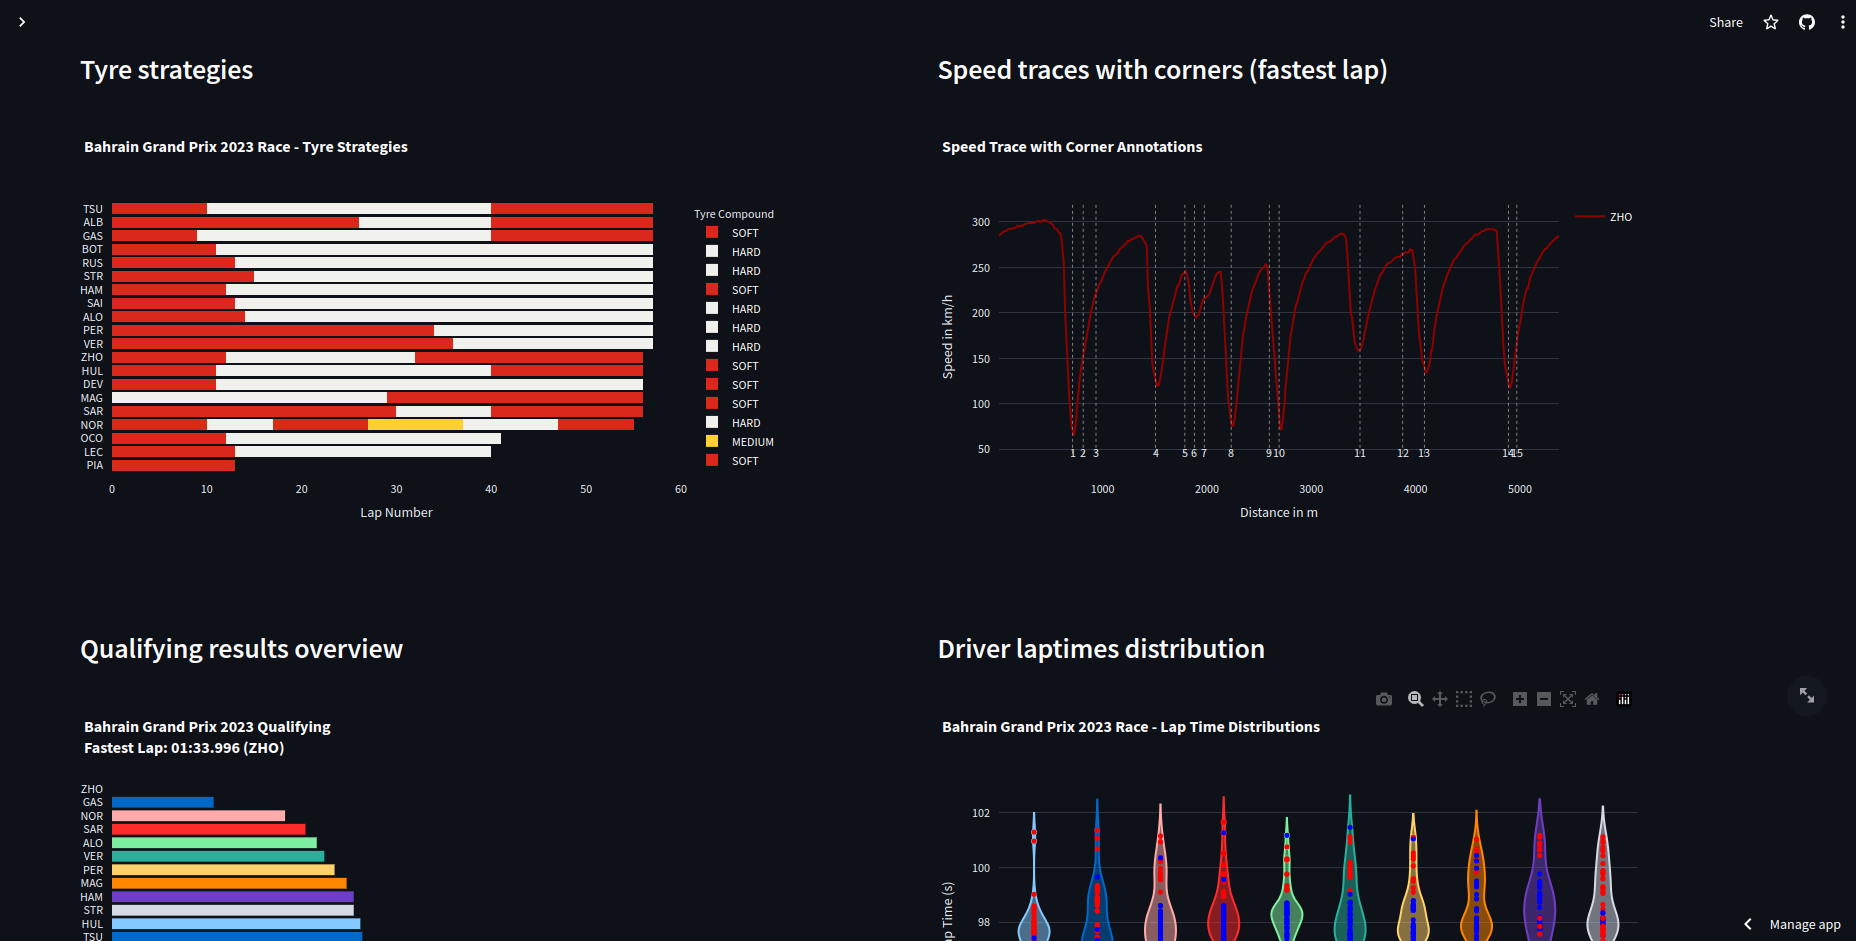 Share
Tyre strategies
Speed traces with corners (fastest lap)
Bahrain Grand Prix 2023 Race - Tyre Strategies
TSU
ALB
GAS
BOT
RUS
STR
HAM
SAI
ALO
PER
VER
ZHO
HUL
DEV
MAG
SAR
NOR
OCO
LEC
PIA
0 10 20 30 40 50 60
Lap Number
Tyre Compound
SOFT
HARD
HARD
SOFT
HARD
HARD
HARD
SOFT
SOFT
SOFT
HARD
MEDIUM
SOFT
Speed Trace with Corner Annotations
Speed in km/h
300
250
200
150
100
50
1 2 3 4 5 6 7 8 9 10 11 12 13 14 15
1000 2000 3000 4000 5000
Distance in m
ZHO
Qualifying results overview
Driver laptimes distribution
Bahrain Grand Prix 2023 Qualifying
Fastest Lap: 01:33.996 (ZHO)
ZHO
GAS
NOR
SAR
ALO
VER
PER
MAG
HAM
STR
HUL
TSU
Bahrain Grand Prix 2023 Race - Lap Time Distributions
102
100
98
Time (s)
Manage app